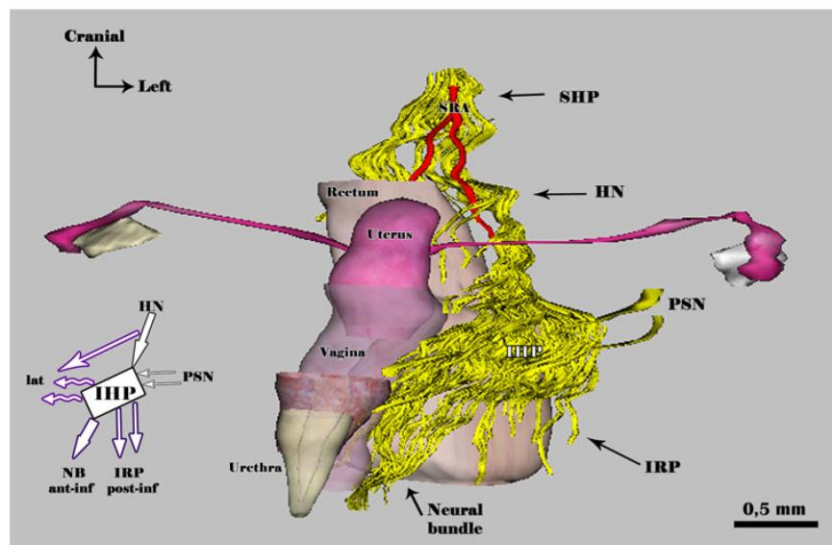 Cranial
Left
SRA
SHP
Rectum
HN
Uterus
HN
PSN
lat
IHP
PSN
Vagina
IHP
NB
ant-inf
IRP
post-inf
Urethra
IRP
Neural
bundle
0,5 mm